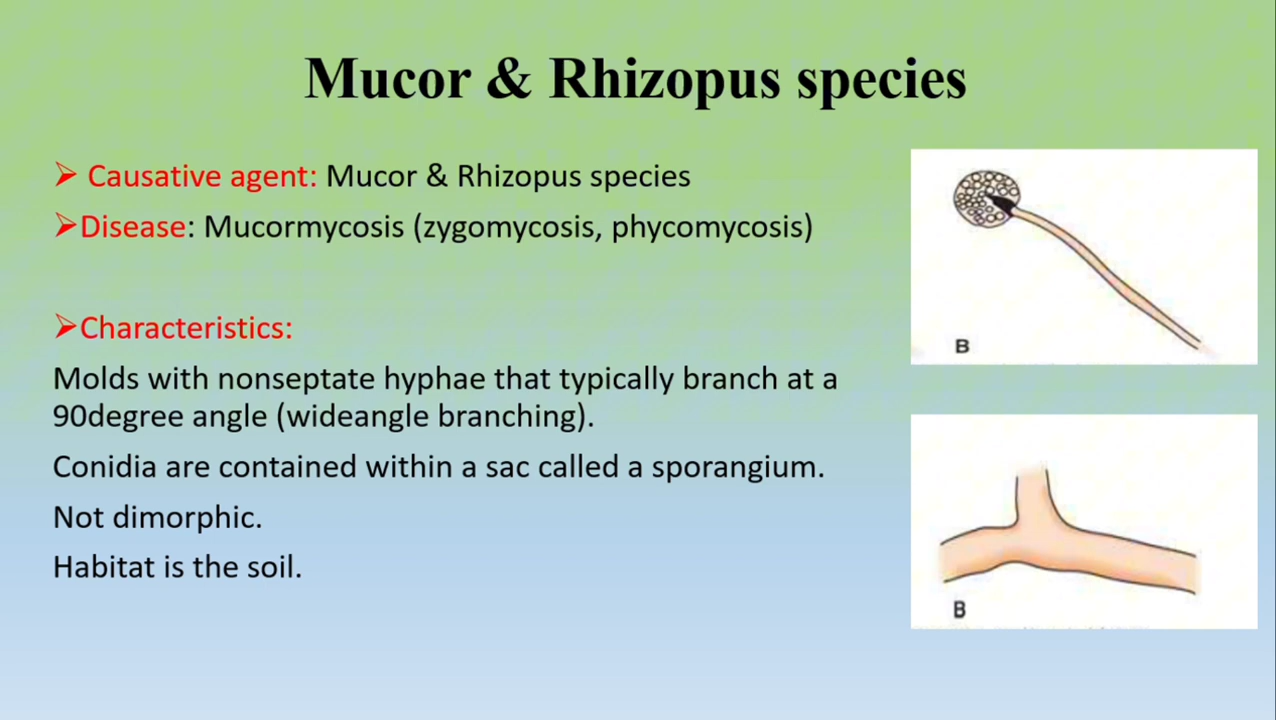 Mucor & Rhizopus species
➢ Causative agent: Mucor & Rhizopus species
➢Disease: Mucormycosis (zygomycosis, phycomycosis)
➢Characteristics:
Molds with nonseptate hyphae that typically branch at a
90degree angle (wideangle branching).
Conidia are contained within a sac called a sporangium.
Not dimorphic.
Habitat is the soil.
B
B